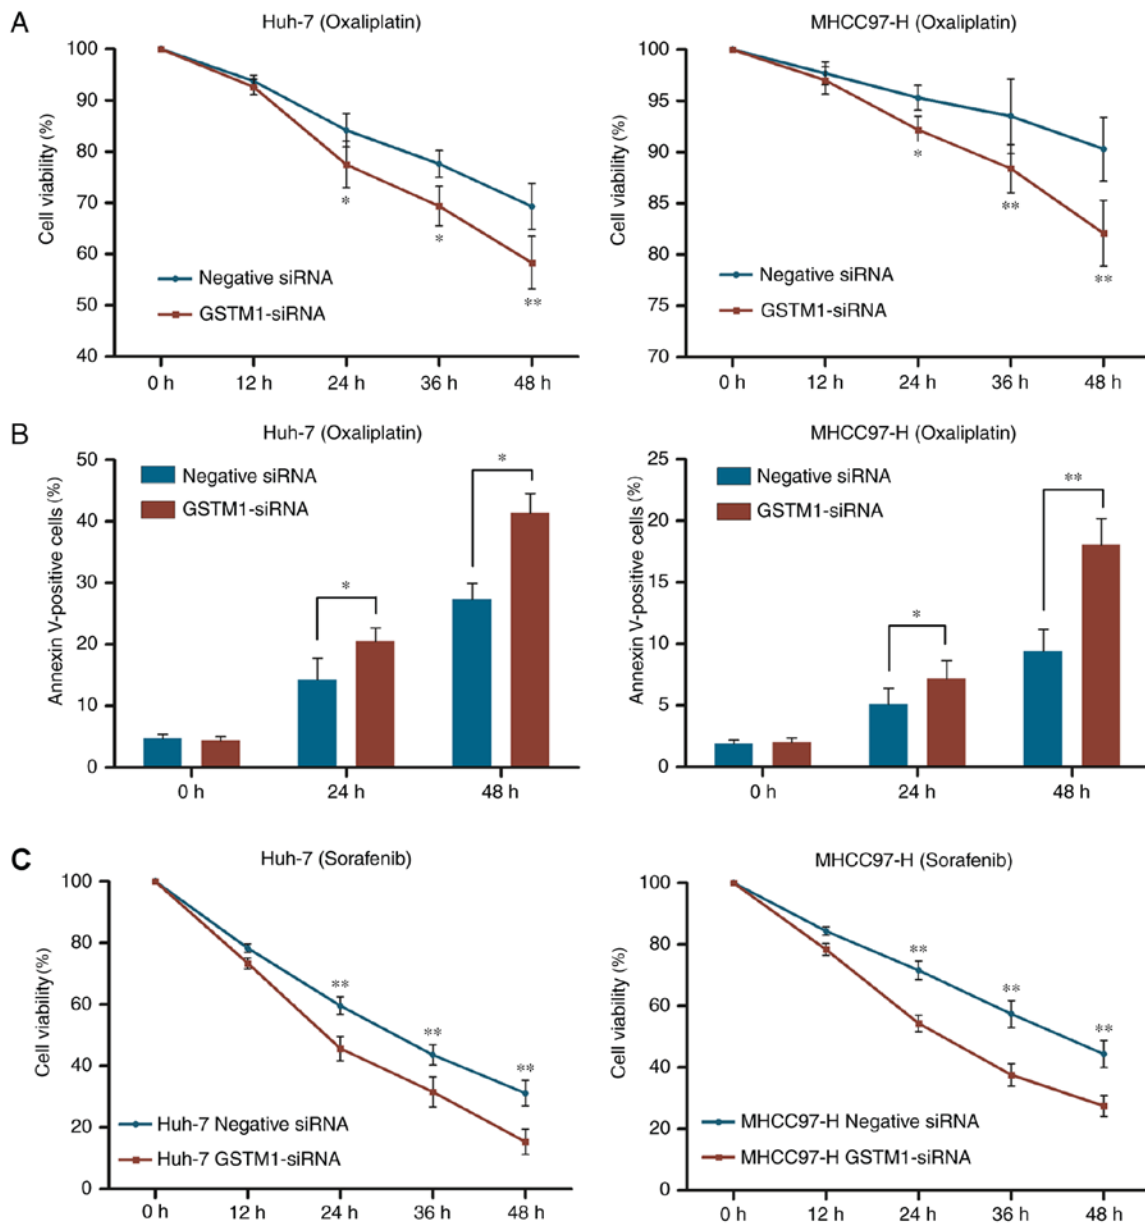 A
Huh-7 (Oxaliplatin)
Cell viability (%)
100
90
80
70
60
50
40
*
*
**
Negative siRNA
GSTM1-siRNA
0 h
12 h
24 h
36 h
48 h
MHCC97-H (Oxaliplatin)
Cell viability (%)
100
95
90
85
80
75
70
*
**
**
Negative siRNA
GSTM1-siRNA
0 h
12 h
24 h
36 h
48 h
B
Huh-7 (Oxaliplatin)
Annexin V-positive cells (%)
50
40
30
20
10
0
Negative siRNA
GSTM1-siRNA
*
*
0 h
24 h
48 h
MHCC97-H (Oxaliplatin)
Annexin V-positive cells (%)
25
20
15
10
5
0
Negative siRNA
GSTM1-siRNA
*
**
0 h
24 h
48 h
C
Huh-7 (Sorafenib)
Cell viability (%)
100
80
60
40
20
0
**
**
**
Huh-7 Negative siRNA
Huh-7 GSTM1-siRNA
0 h
12 h
24 h
36 h
48 h
MHCC97-H (Sorafenib)
Cell viability (%)
100
80
60
40
20
0
**
**
**
MHCC97-H Negative siRNA
MHCC97-H GSTM1-siRNA
0 h
12 h
24 h
36 h
48 h